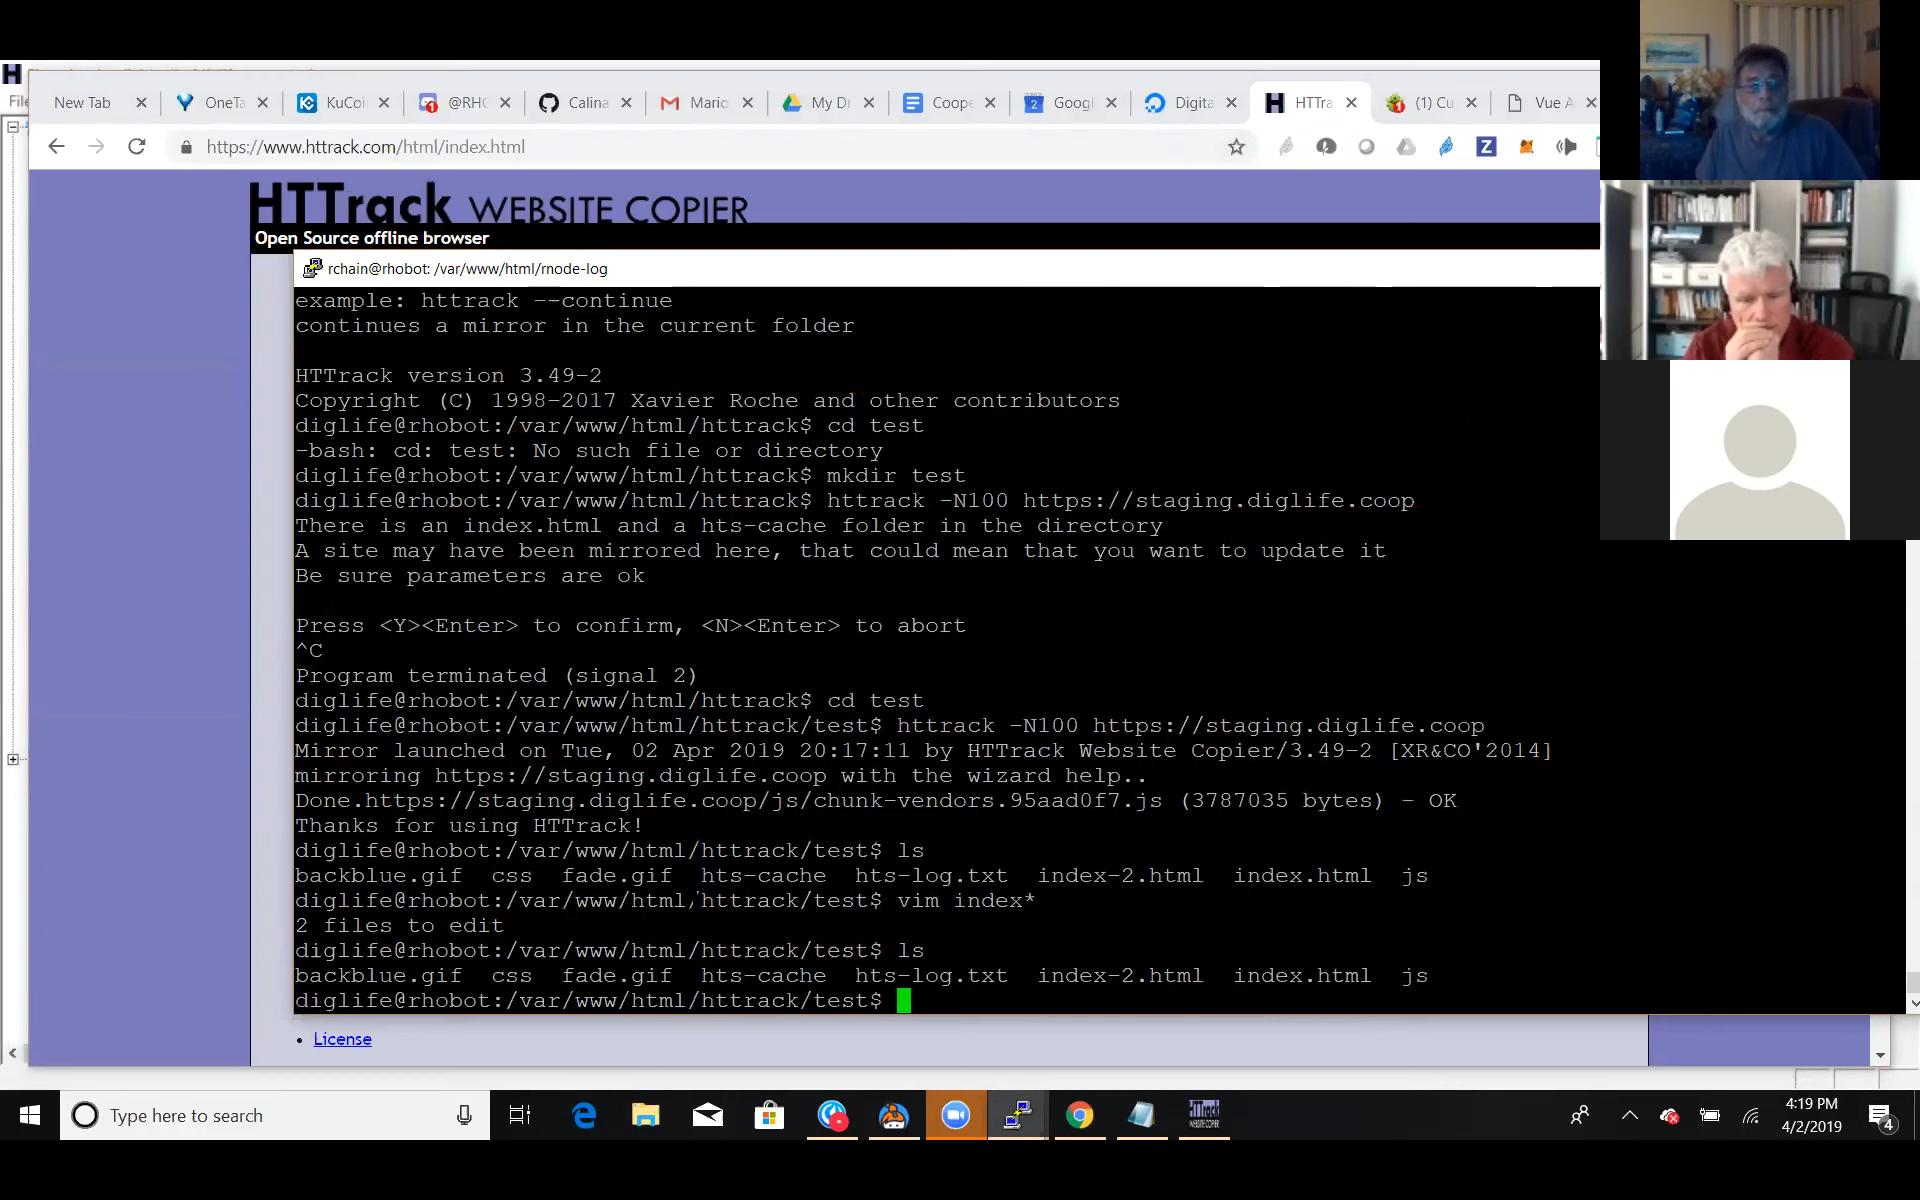 File
New Tab
OneTa
KuCoi
@RHC
Calina
Mario
My Dr
Coope
Googl
Digita
HTTra
(1) Cu
Vue A
https://www.httrack.com/html/index.html
HTTrack WEBSITE COPIER
Open Source offline browser
rchain@rhobot: /var/www/html/rnode-log
example: httrack --continue
continues a mirror in the current folder
HTTrack version 3.49-2
Copyright (C) 1998-2017 Xavier Roche and other contributors
diglife@rhobot:/var/www/html/httrack$ cd test
-bash: cd: test: No such file or directory
diglife@rhobot:/var/www/html/httrack$ mkdir test
diglife@rhobot:/var/www/html/httrack$ httrack -N100 https://staging.diglife.coop
There is an index.html and a hts-cache folder in the directory
A site may have been mirrored here, that could mean that you want to update it
Be sure parameters are ok
Press <Y><Enter> to confirm, <N><Enter> to abort
^C
Program terminated (signal 2)
diglife@rhobot:/var/www/html/httrack$ cd test
diglife@rhobot:/var/www/html/httrack/test$ httrack -N100 https://staging.diglife.coop
Mirror launched on Tue, 02 Apr 2019 20:17:11 by HTTrack Website Copier/3.49-2 [XR&CO'2014]
mirroring https://staging.diglife.coop with the wizard help..
Done.https://staging.diglife.coop/js/chunk-vendors.95aad0f7.js (3787035 bytes) - OK
Thanks for using HTTrack!
diglife@rhobot:/var/www/html/httrack/test$ ls
backblue.gif css fade.gif hts-cache hts-log.txt index-2.html index.html js
diglife@rhobot:/var/www/html/httrack/test$ vim index*
2 files to edit
diglife@rhobot:/var/www/html/httrack/test$ ls
backblue.gif css fade.gif hts-cache hts-log.txt index-2.html index.html js
diglife@rhobot:/var/www/html/httrack/test$
License
Type here to search
HTTrack
WEBSITE
COPIER
4:19 PM
4/2/2019
4